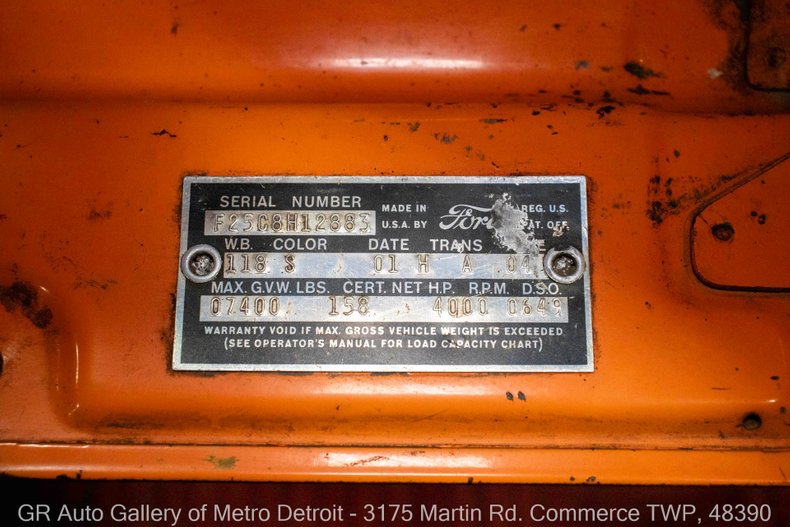 SERIAL NUMBER MADE IN Ford REG. U.S.
F25C8H12883 U.S.A. BY PAT. OFF.
W.B. COLOR DATE TRANS
118 S 01 H A 04
MAX. G.V.W. LBS. CERT. NET H.P. R.P.M. D.S.O.
07400 158 4000 0649
WARRANTY VOID IF MAX. GROSS VEHICLE WEIGHT IS EXCEEDED
(SEE OPERATOR'S MANUAL FOR LOAD CAPACITY CHART)
GR Auto Gallery of Metro Detroit - 3175 Martin Rd. Commerce TWP, 48390